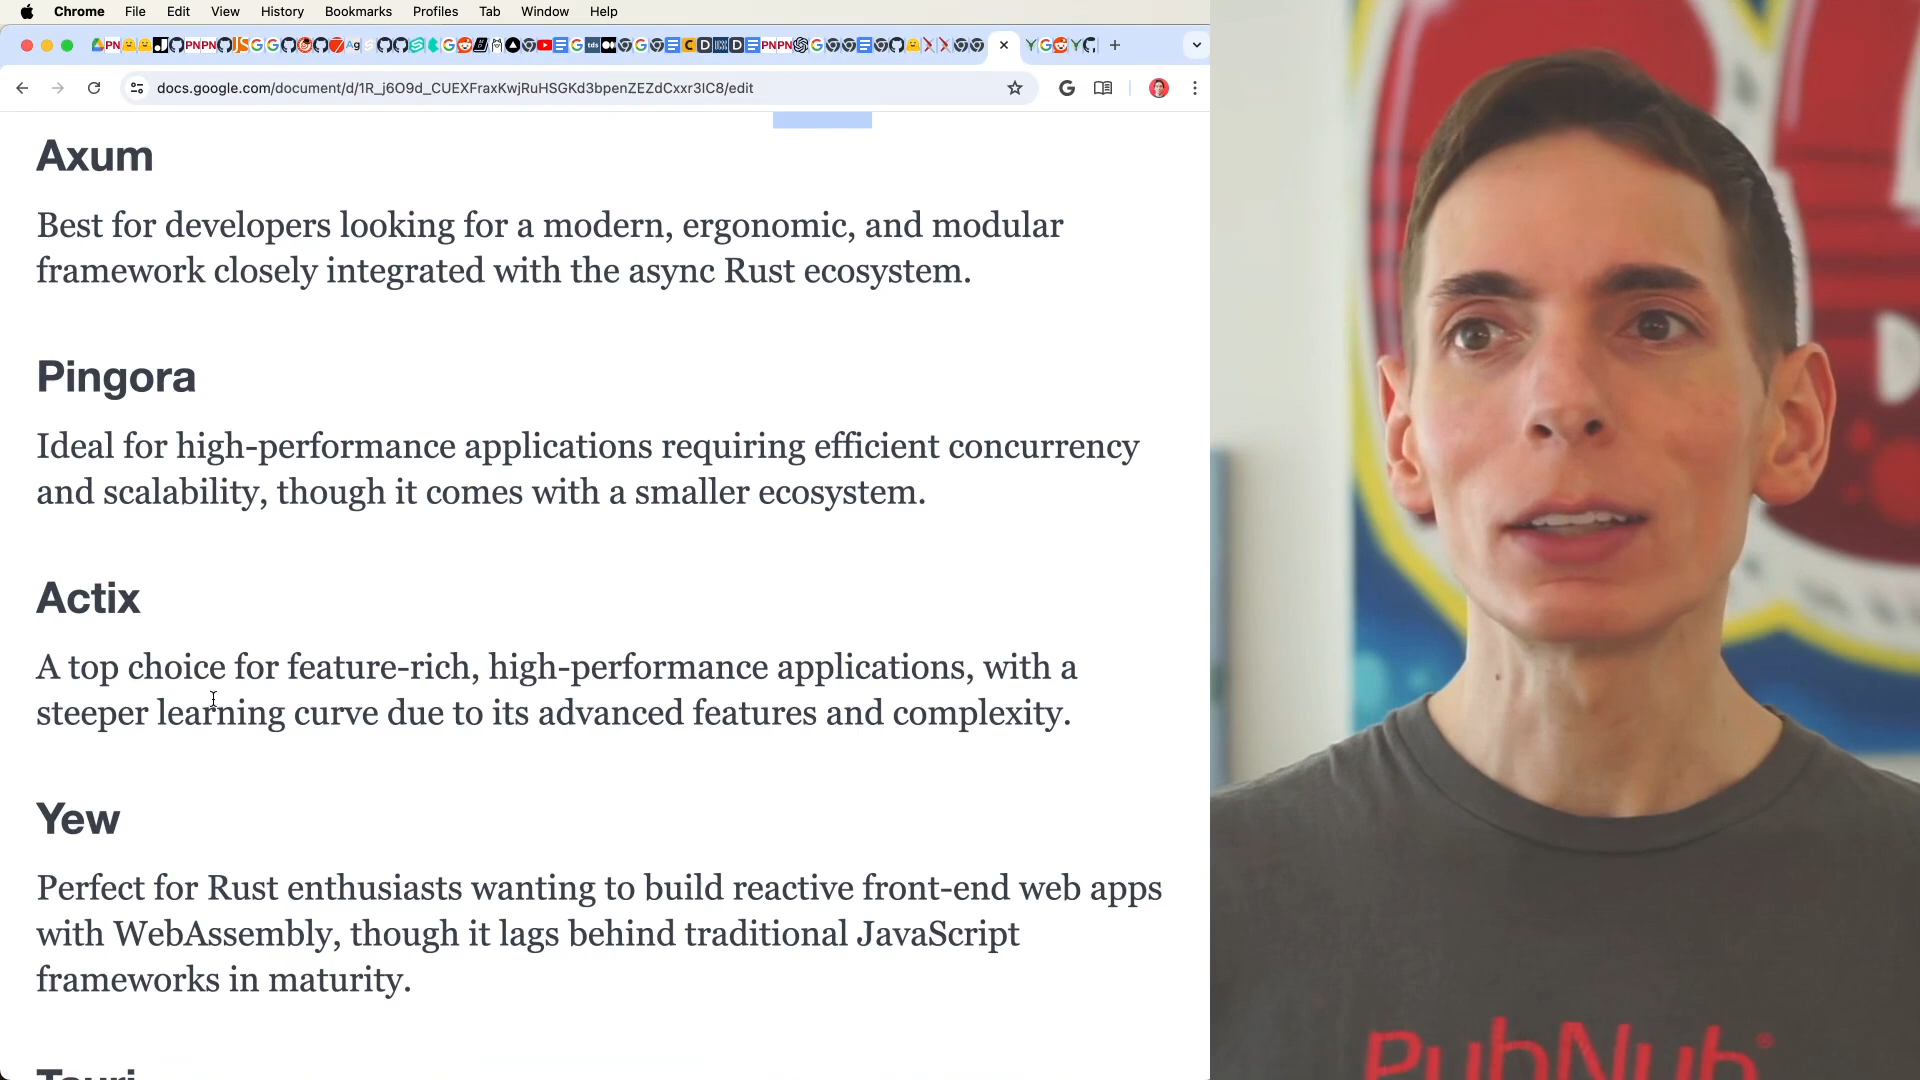 Chrome File Edit View History Bookmarks Profiles Tab Window Help
docs.google.com/document/d/1R_j6O9d_CUEXFraxKwjRuHSGKd3bpenZEZdCxxr3IC8/edit
Axum
Best for developers looking for a modern, ergonomic, and modular
framework closely integrated with the async Rust ecosystem.
Pingora
Ideal for high-performance applications requiring efficient concurrency
and scalability, though it comes with a smaller ecosystem.
Actix
A top choice for feature-rich, high-performance applications, with a
steeper learning curve due to its advanced features and complexity.
Yew
Perfect for Rust enthusiasts wanting to build reactive front-end web apps
with WebAssembly, though it lags behind traditional JavaScript
frameworks in maturity.
Tauri
PubNub